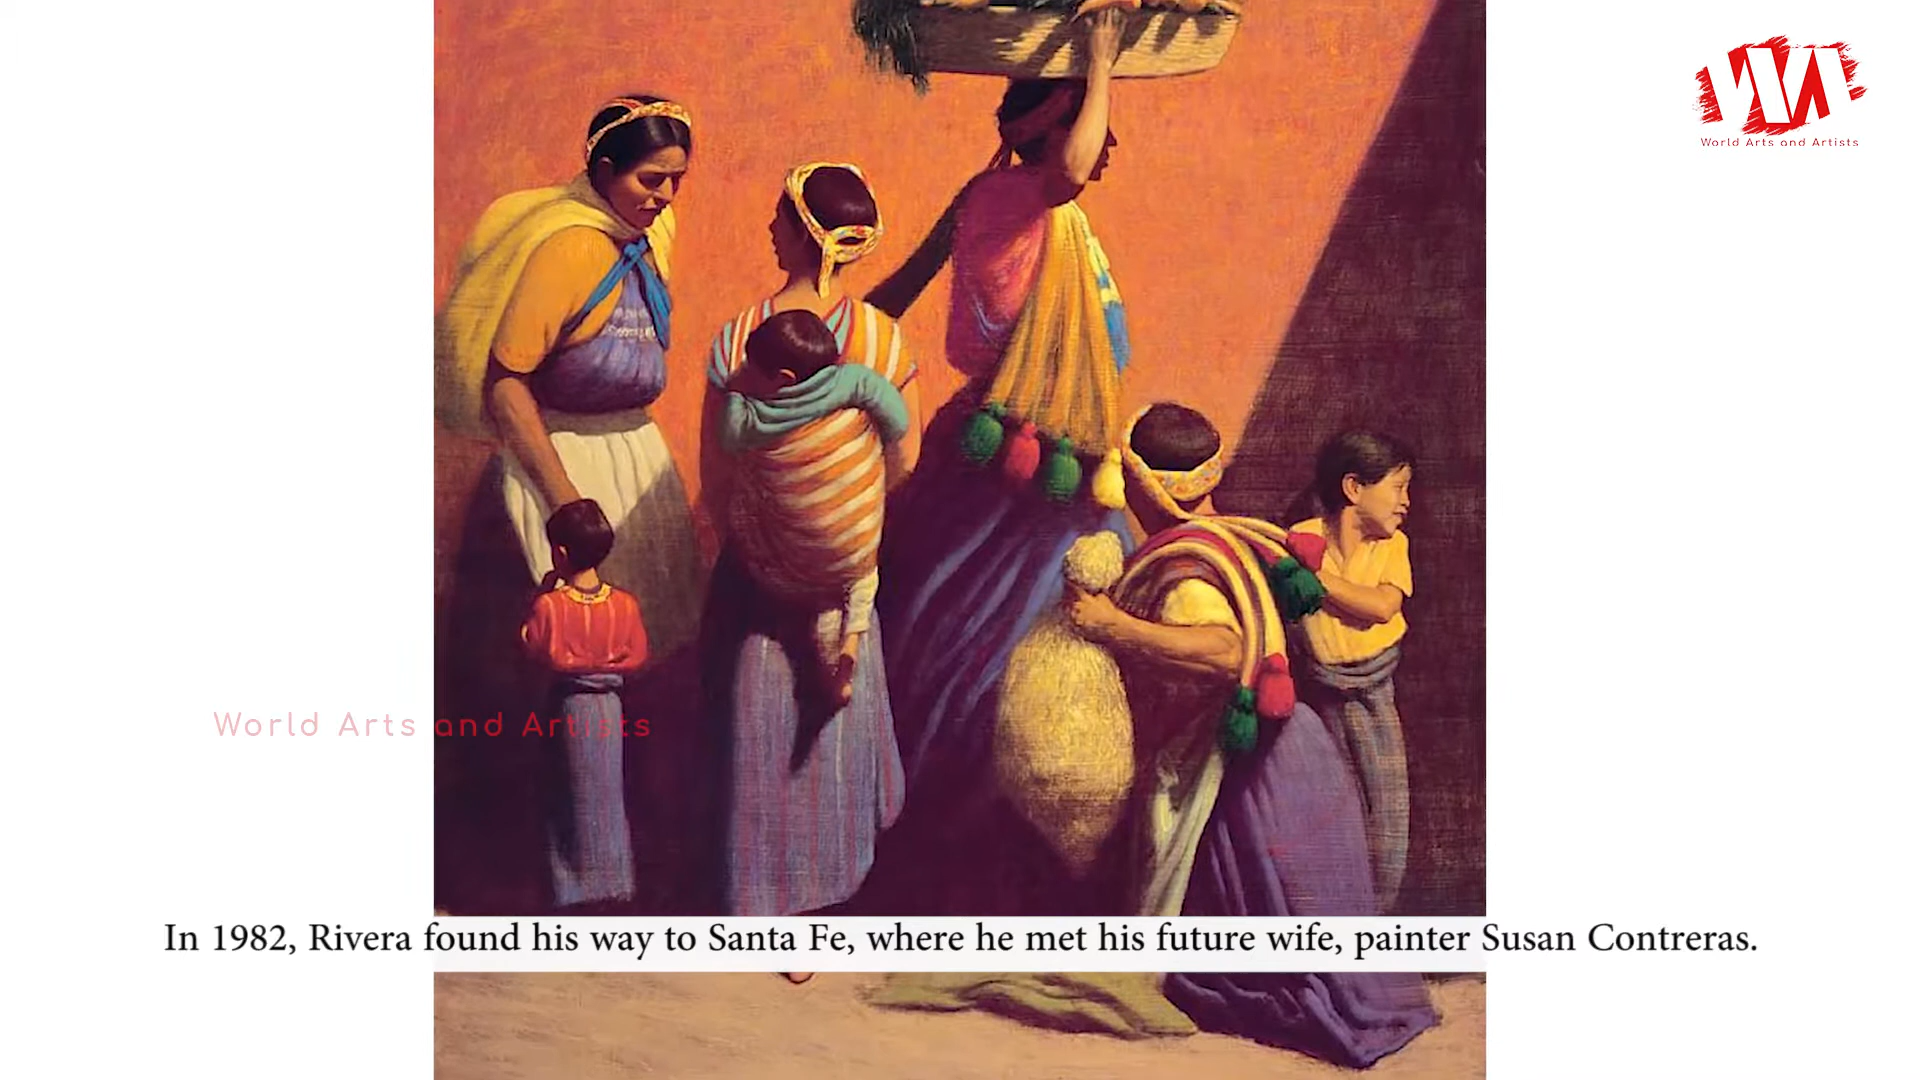 World Arts and Artists
World Arts and Artists
In 1982, Rivera found his way to Santa Fe, where he met his future wife, painter Susan Contreras.